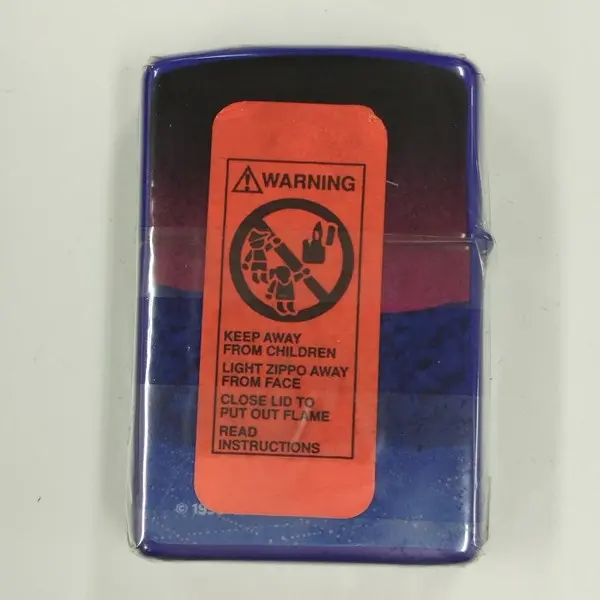 WARNING
KEEP AWAY
FROM CHILDREN
LIGHT ZIPPO AWAY
FROM FACE
CLOSE LID TO
PUT OUT FLAME
READ
INSTRUCTIONS
©